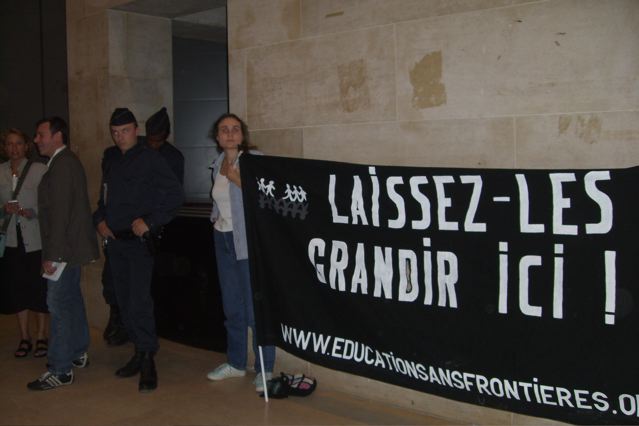 LAiSSEZ-LES
GRANDiR iCi !
WWW.EDUCATiONSANSFRONTiERES.O